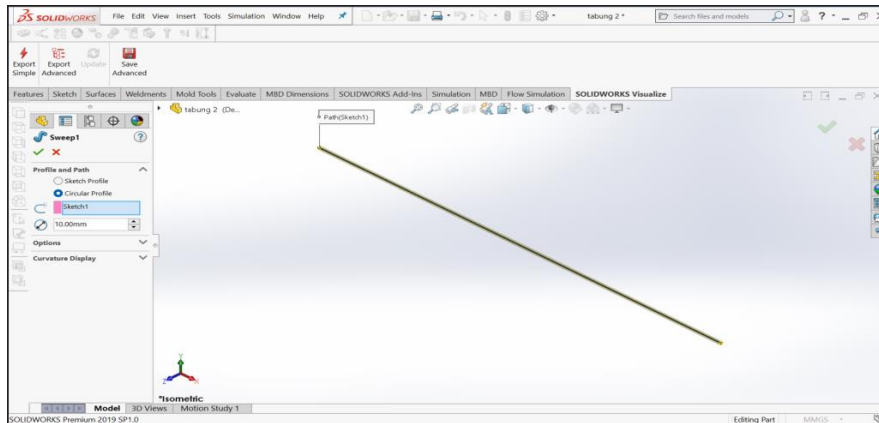 SOLIDWORKS File Edit View Insert Tools Simulation Window Help tabung 2 * Search files and models ?
Export Simple
Export Advanced
Update
Save Advanced
Features Sketch Surfaces Weldments Mold Tools Evaluate MBD Dimensions SOLIDWORKS Add-Ins Simulation MBD Flow Simulation SOLIDWORKS Visualize
tabung 2 (De...
Path(Sketch1)
Sweep1
Profile and Path
Sketch Profile
Circular Profile
Sketch1
10.00mm
Options
Curvature Display
Y
Z
X
*Isometric
Model 3D Views Motion Study 1
SOLIDWORKS Premium 2019 SP1.0 Editing Part MMGS